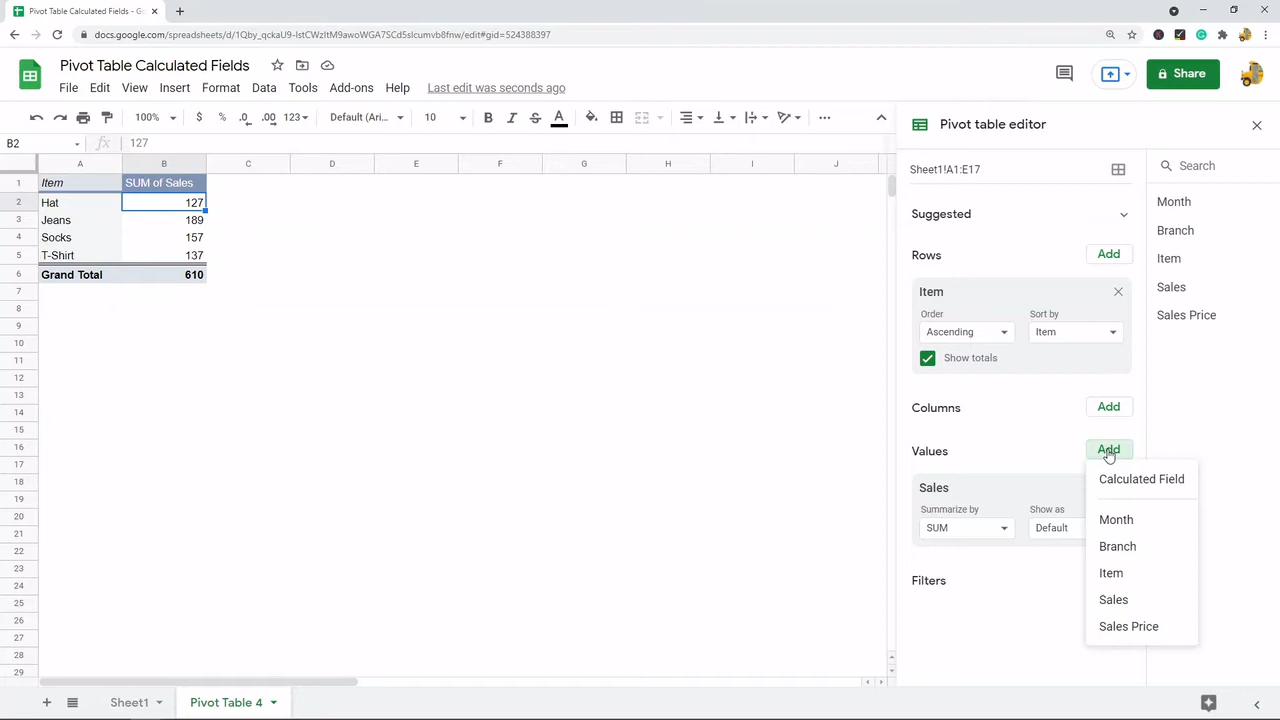 Pivot Table Calculated Fields - Go
docs.google.com/spreadsheets/d/1Qby_qckaU9-lstCWzItM9awoWGA7SCd5slcumvb8fnw/edit#gid=524388397
Pivot Table Calculated Fields
File Edit View Insert Format Data Tools Add-ons Help Last edit was seconds ago
Share
100% $ % .0 .00 123 Default (Ari... 10 B I S A
B2 fx 127
A B C D E F G H I J
1 Item SUM of Sales
2 Hat 127
3 Jeans 189
4 Socks 157
5 T-Shirt 137
6 Grand Total 610
7
8
9
10
11
12
13
14
15
16
17
18
19
20
21
22
23
24
25
26
27
28
29
Pivot table editor
Sheet1!A1:E17
Suggested
Rows Add
Item
Order Sort by
Ascending Item
Show totals
Columns Add
Values Add
Sales
Summarize by Show as
SUM Default
Filters
Calculated Field
Month
Branch
Item
Sales
Sales Price
Search
Month
Branch
Item
Sales
Sales Price
Sheet1 Pivot Table 4